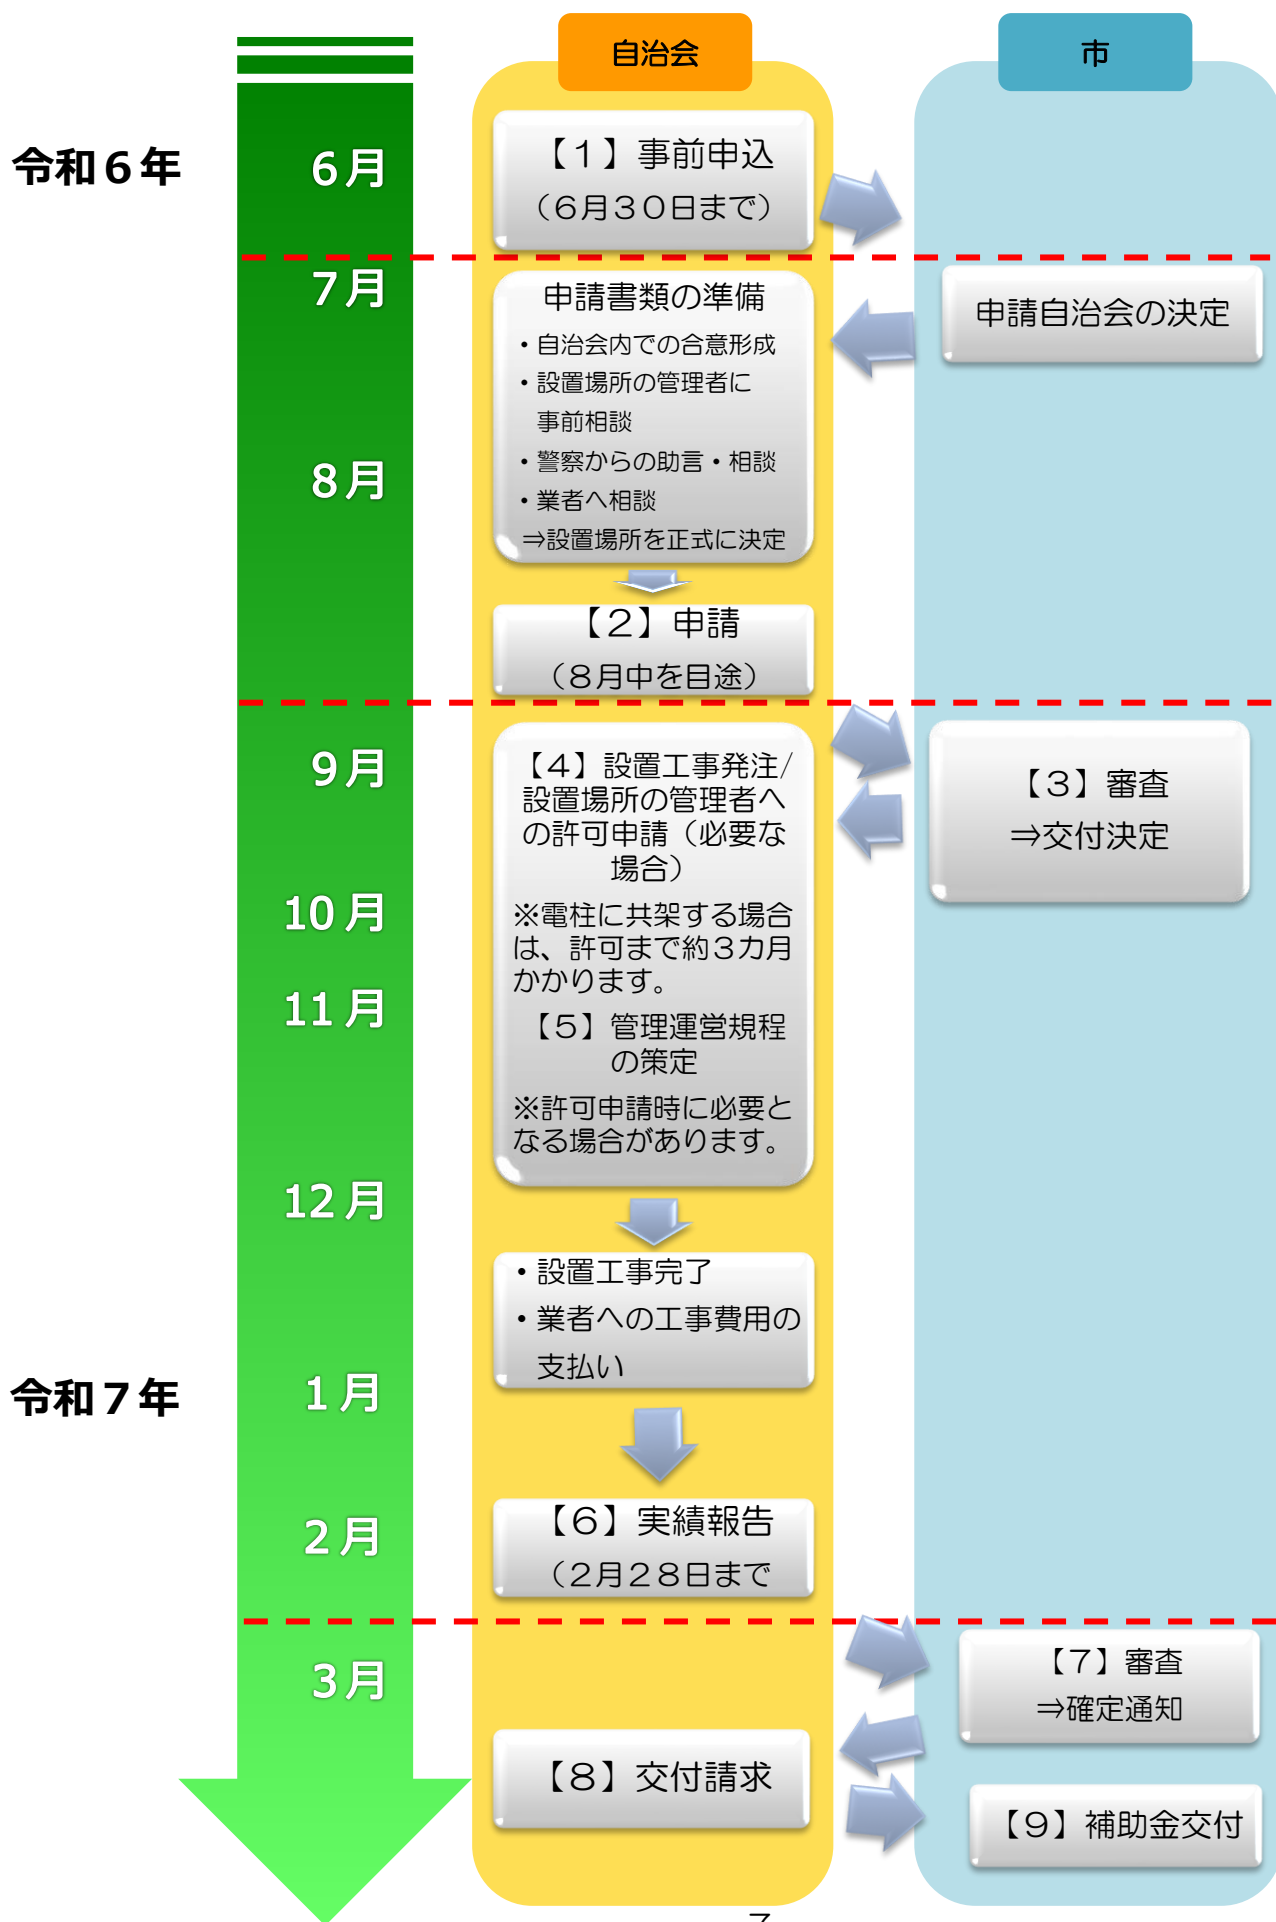 自治会
市
令和６年
６月
【１】事前申込
（６月３０日まで）
７月
申請書類の準備
・自治会内での合意形成
・設置場所の管理者に
事前相談
・警察からの助言・相談
・業者へ相談
⇒設置場所を正式に決定
申請自治会の決定
８月
【２】申請
（８月中を目途）
９月
【４】設置工事発注/
設置場所の管理者へ
の許可申請（必要な
場合）
※電柱に共架する場合
は、許可まで約３カ月
かかります。
【５】管理運営規程
の策定
※許可申請時に必要と
なる場合があります。
【３】審査
⇒交付決定
10月
11月
12月
・設置工事完了
・業者への工事費用の
支払い
令和７年
１月
２月
【６】実績報告
（２月２８日まで
３月
【７】審査
⇒確定通知
【８】交付請求
【９】補助金交付